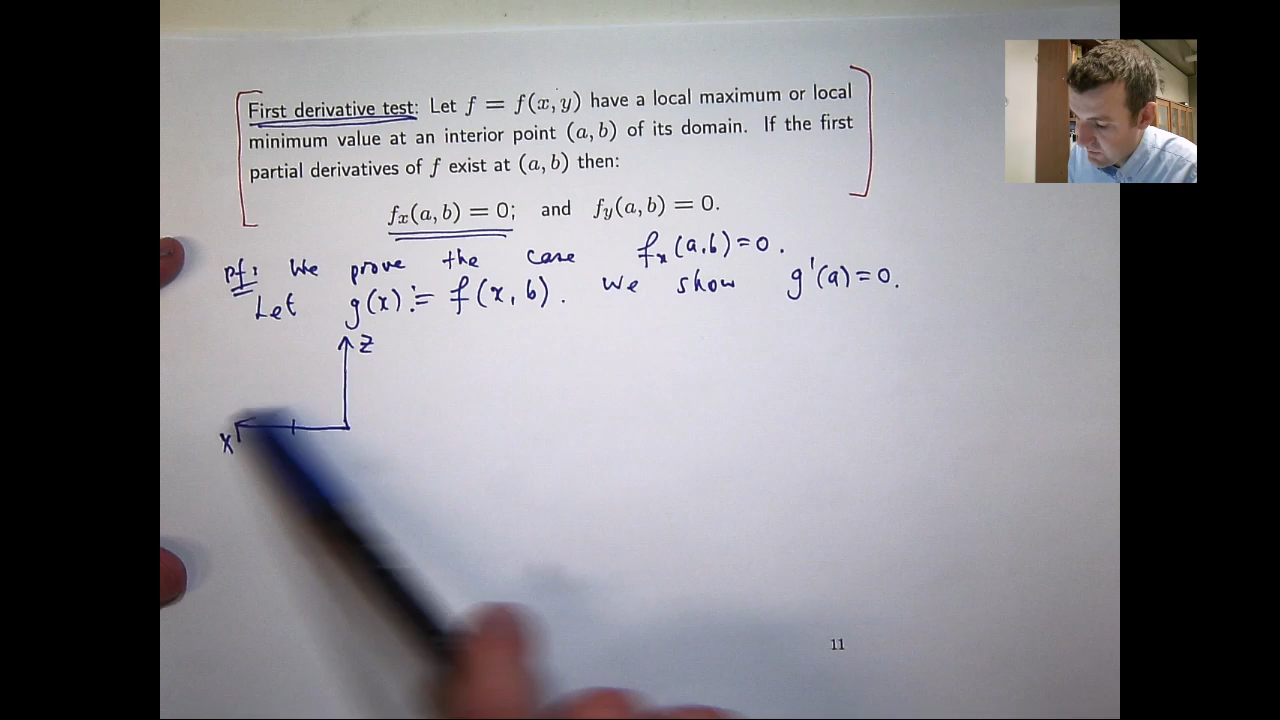 First derivative test: Let f = f(x, y) have a local maximum or local
minimum value at an interior point (a, b) of its domain. If the first
partial derivatives of f exist at (a, b) then:
fx(a, b) = 0; and fy(a, b) = 0.
pf: We prove the case fx(a,b)=0.
Let g(x):= f(x, b). We show g'(a)=0.
z
x
11